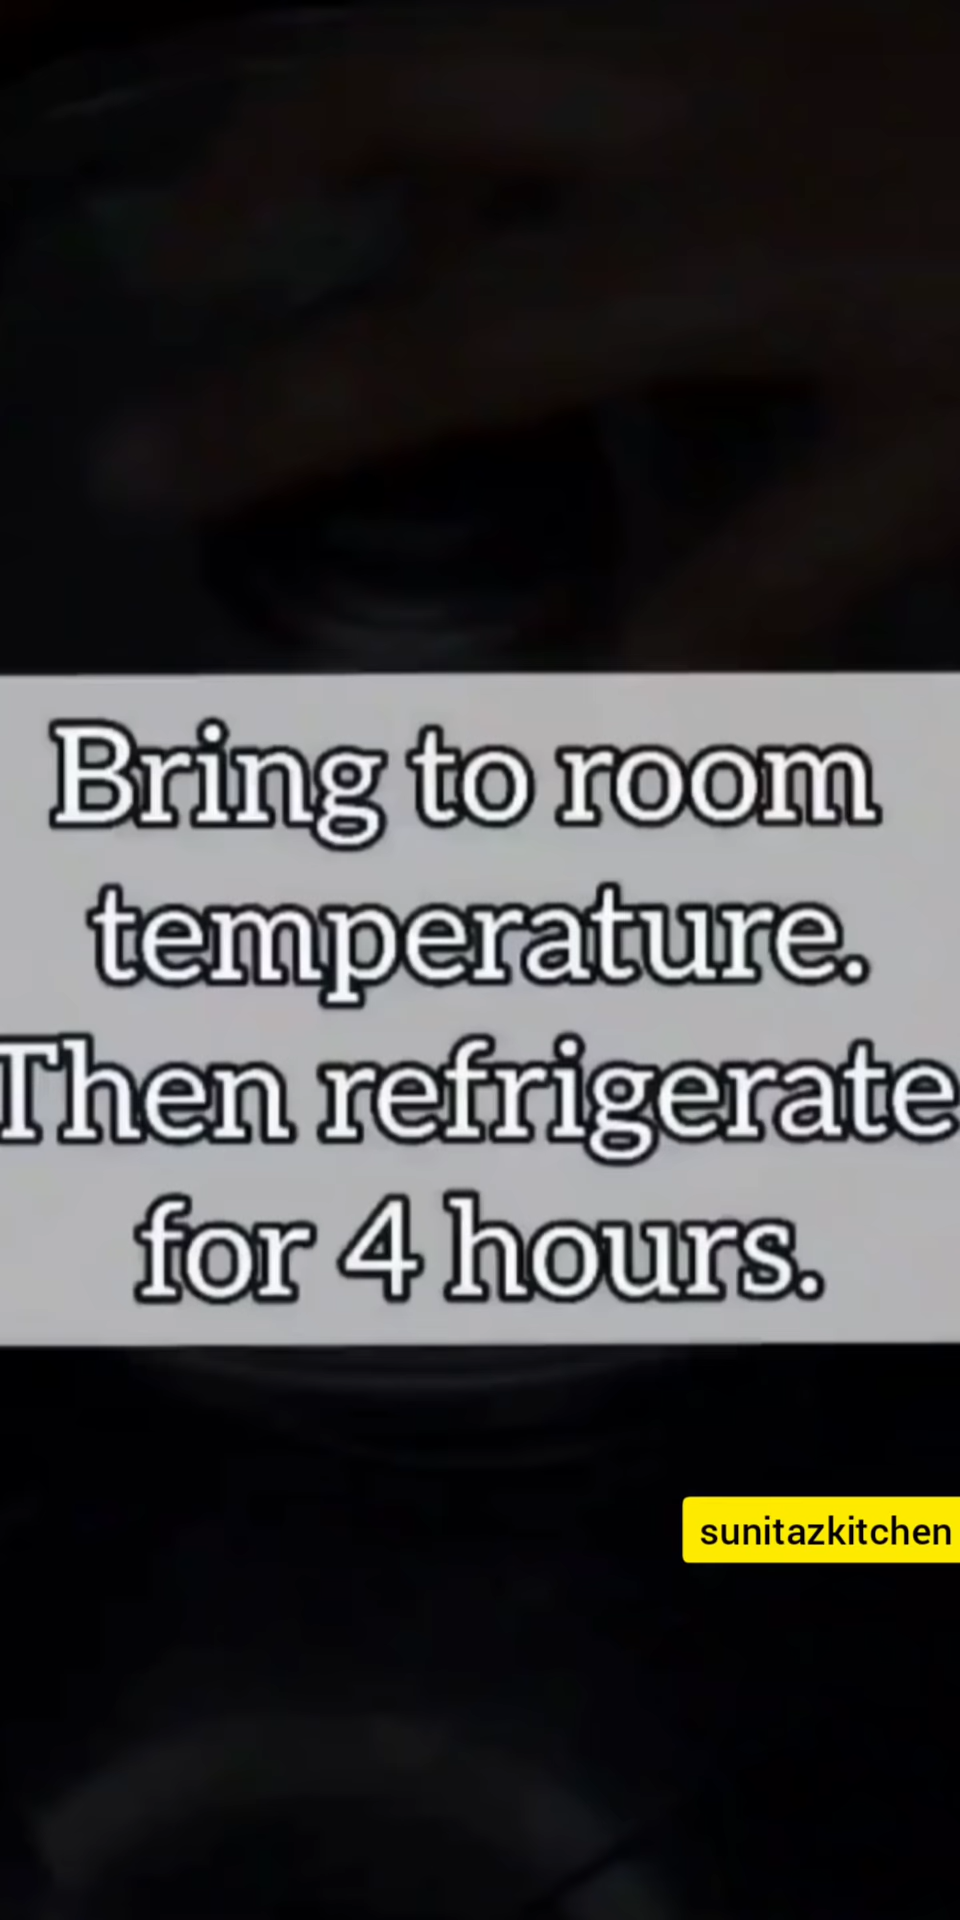 Bring to room
temperature.
Then refrigerate
for 4 hours.
sunitazkitchen